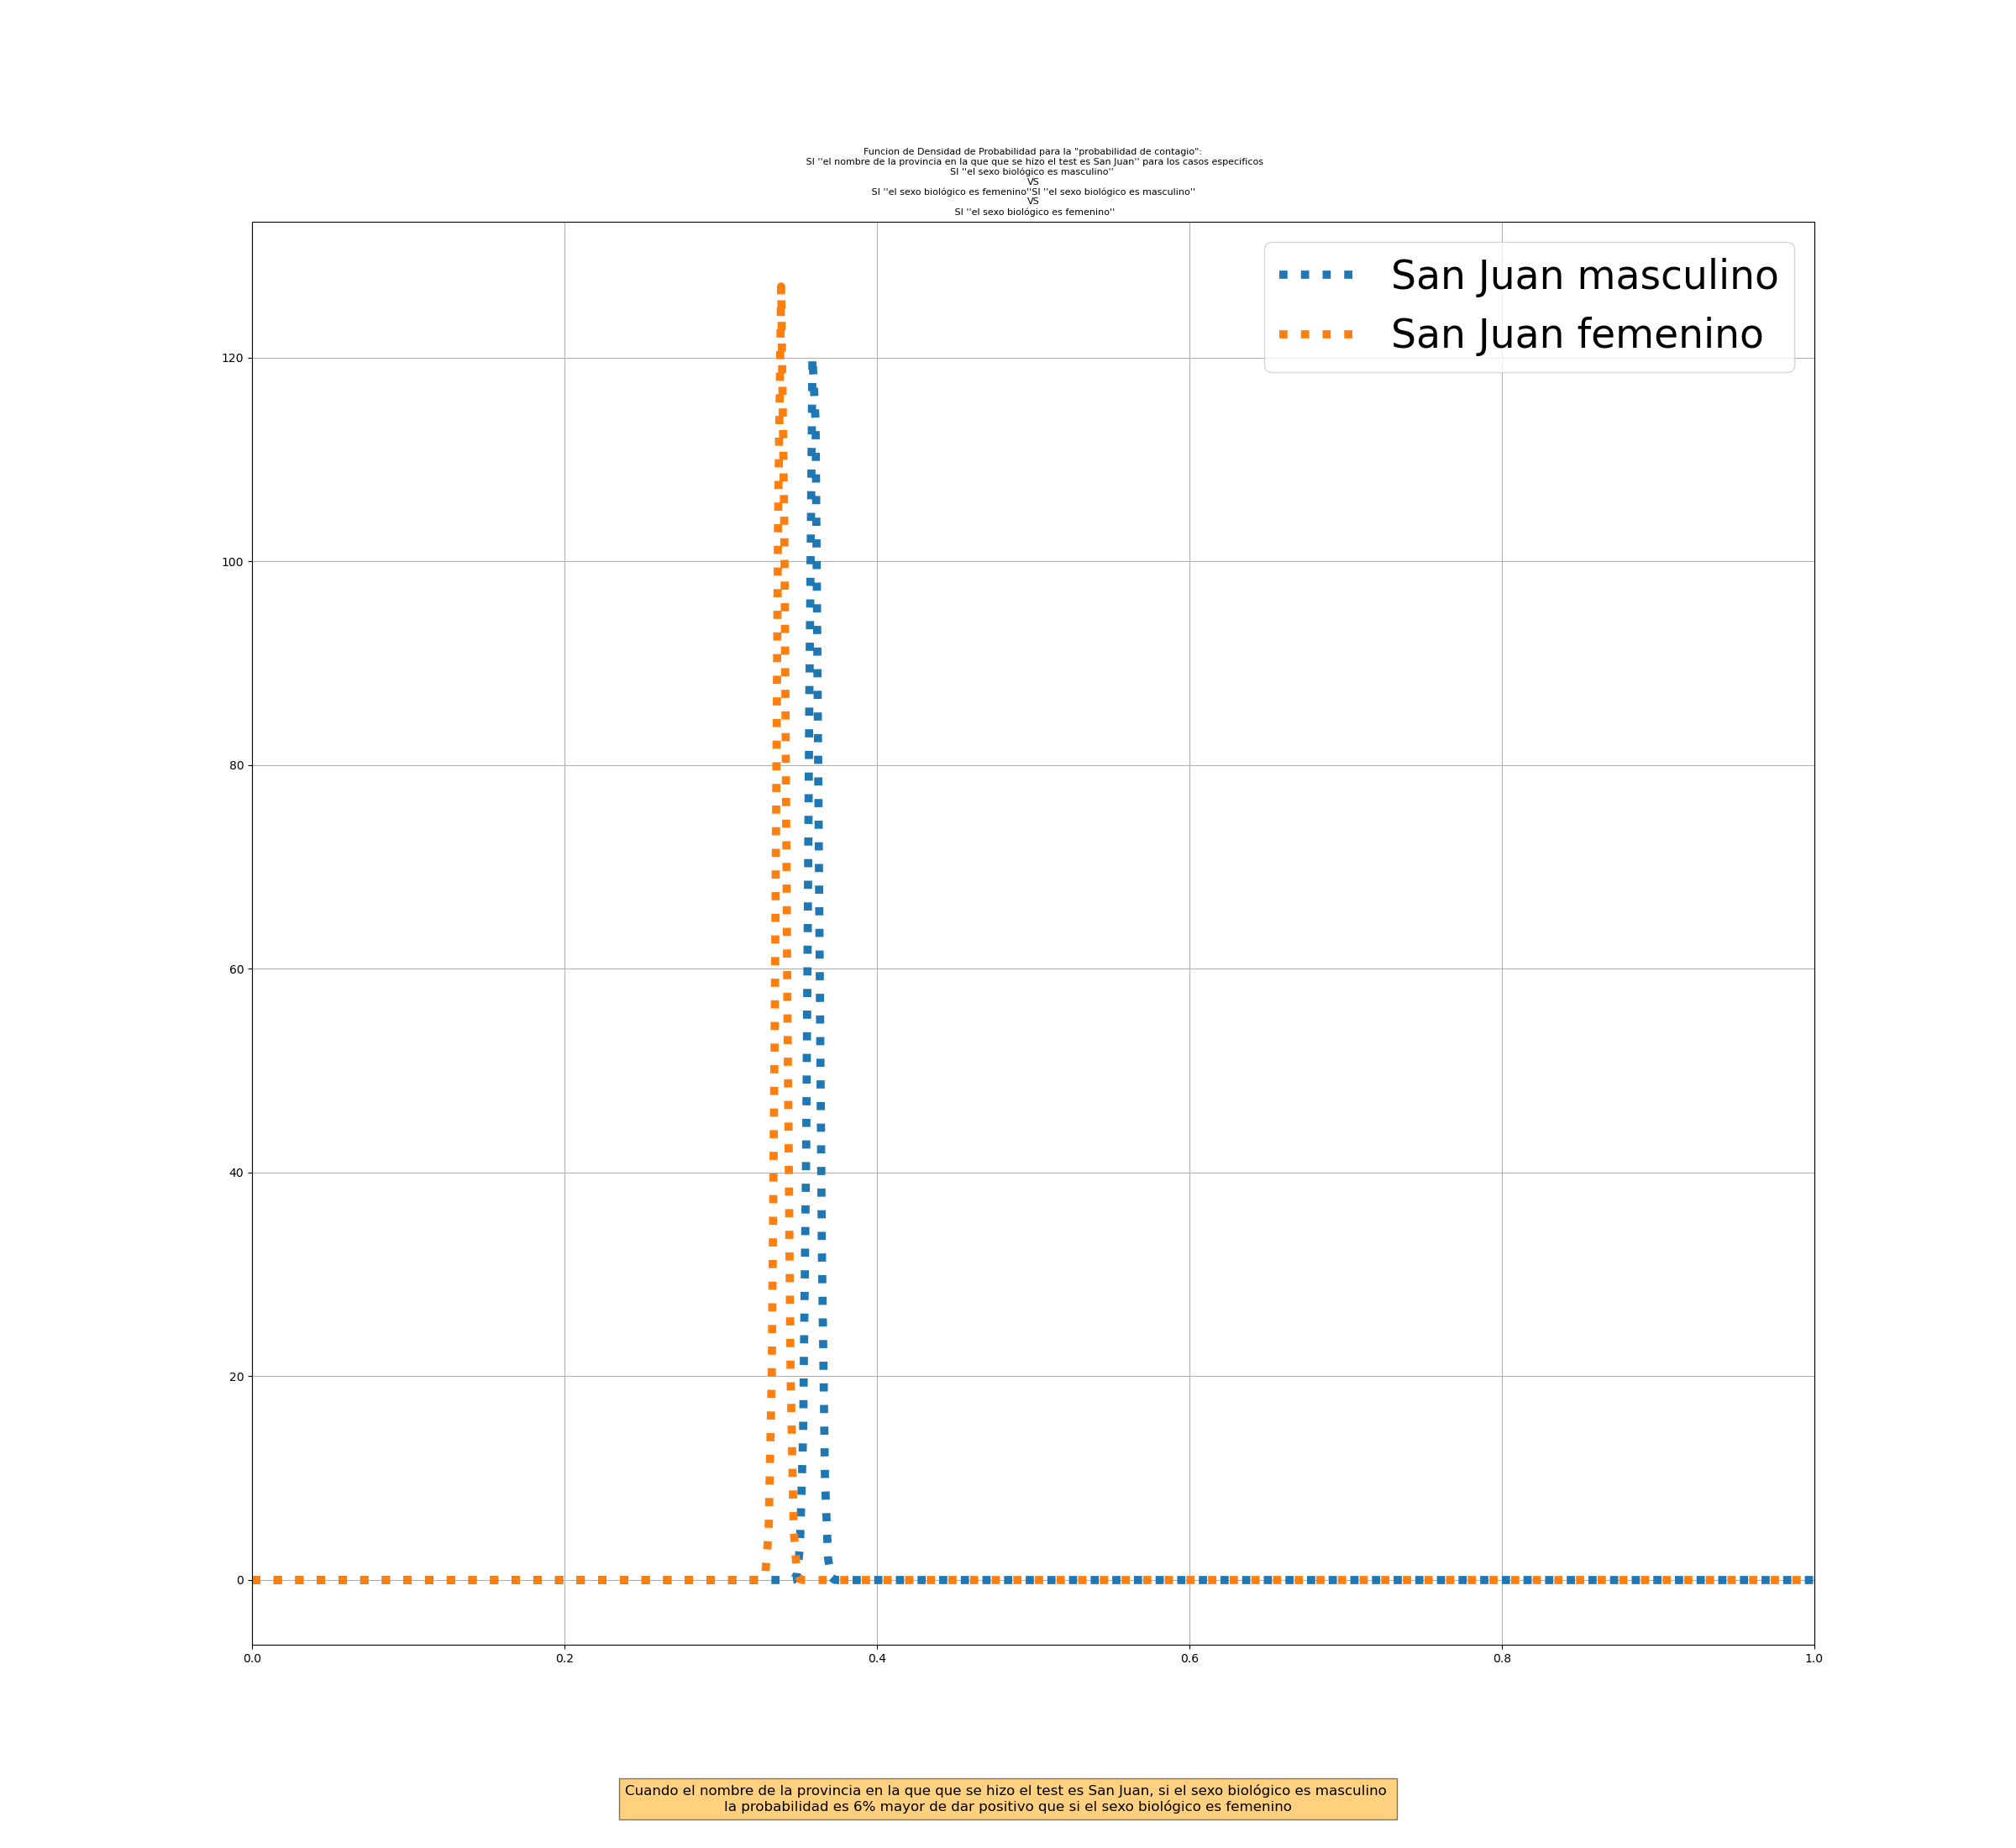 Funcion de Densidad de Probabilidad para la "probabilidad de contagio":
SI ''el nombre de la provincia en la que que se hizo el test es San Juan'' para los casos especificos
SI ''el sexo biológico es masculino''
VS
SI ''el sexo biológico es femenino''SI ''el sexo biológico es masculino''
VS
SI ''el sexo biológico es femenino''
San Juan masculino
San Juan femenino
120
100
80
60
40
20
0
0.0 0.2 0.4 0.6 0.8 1.0
Cuando el nombre de la provincia en la que que se hizo el test es San Juan, si el sexo biológico es masculino
la probabilidad es 6% mayor de dar positivo que si el sexo biológico es femenino